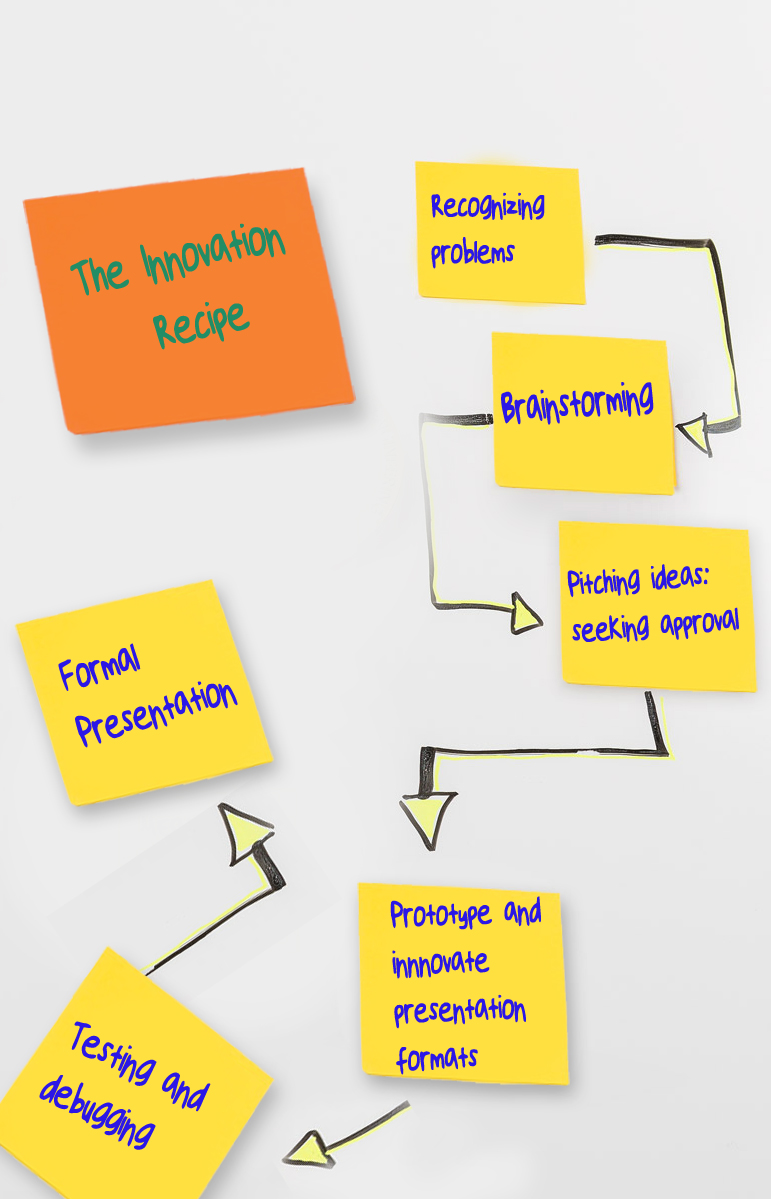 The Innovation
Recipe
Recognizing
problems
Brainstorming
Pitching ideas:
seeking approval
Prototype and
innnovate
presentation
formats
Testing and
debugging
Formal
Presentation